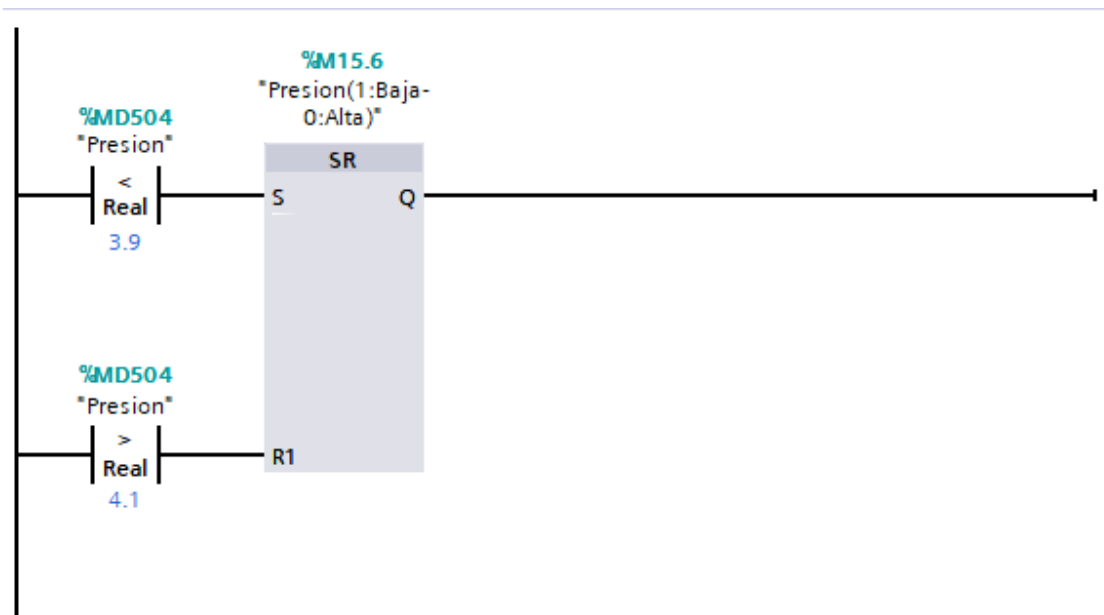 %M15.6
"Presion(1:Baja-
0:Alta)"
%MD504
"Presion"
SR
<
Real
S Q
3.9
%MD504
"Presion"
>
Real
R1
4.1